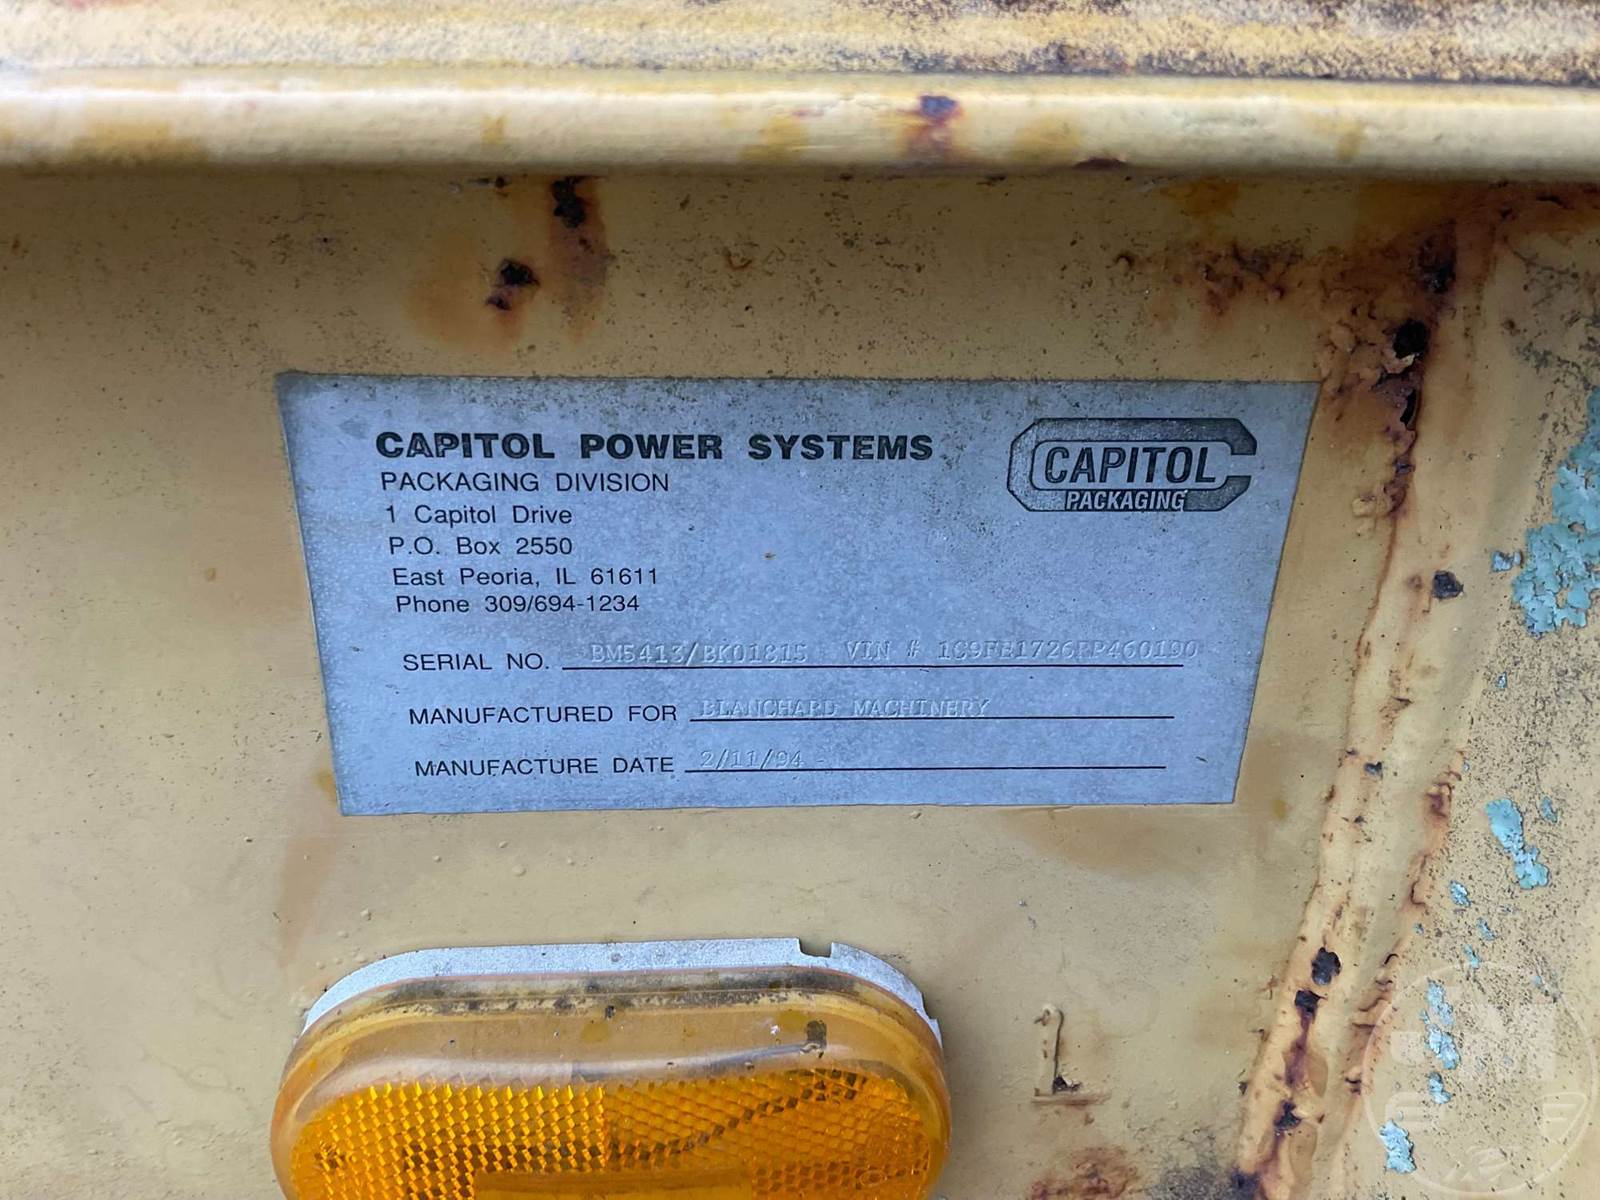 CAPITOL POWER SYSTEMS
PACKAGING DIVISION
1 Capitol Drive
P.O. Box 2550
East Peoria, IL 61611
Phone 309/694-1234
CAPITOL
PACKAGING
SERIAL NO. BM5413/BK01815 VIN #
MANUFACTURED FOR BLANCHARD MACHINERY
MANUFACTURE DATE 2/11/94